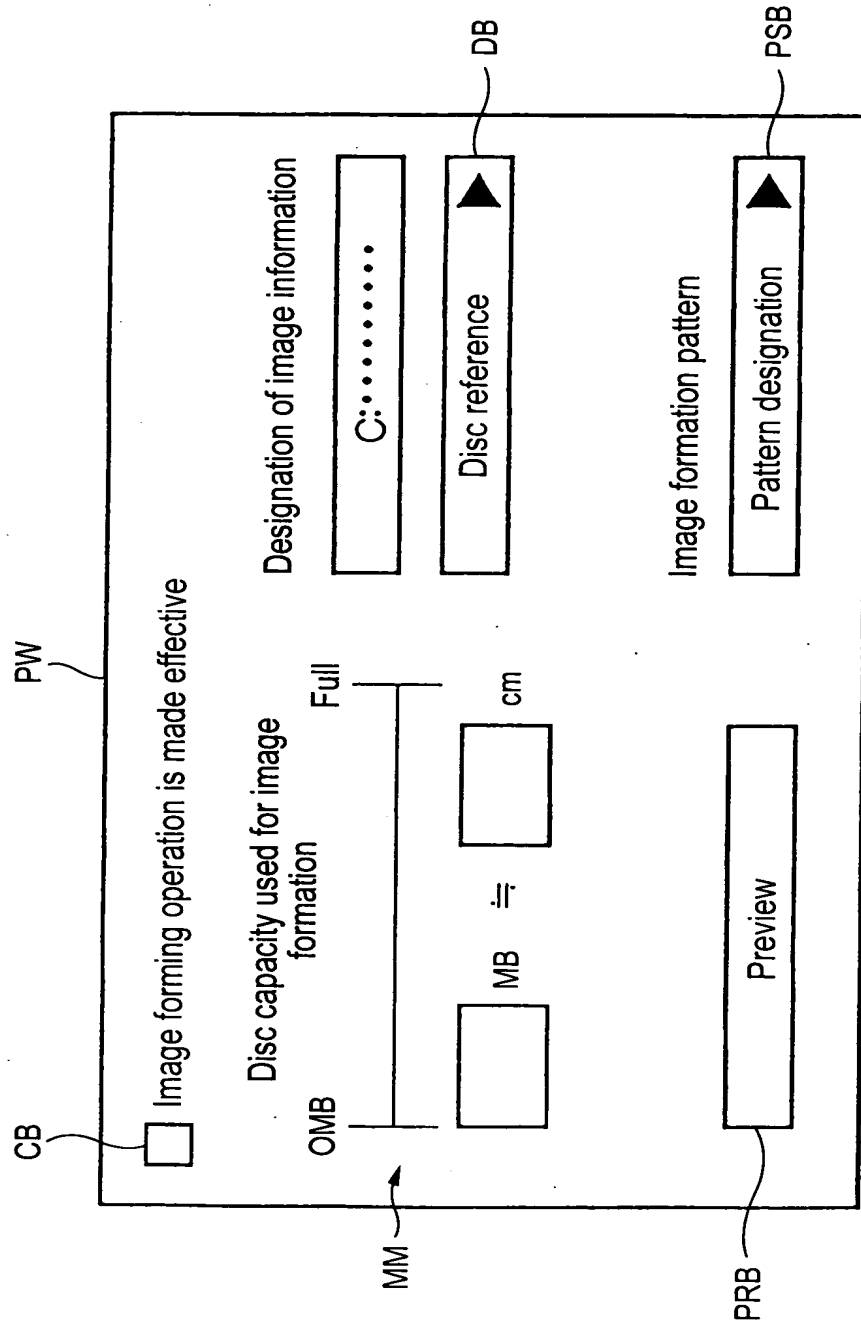 PW
CB
Image forming operation is made effective
Disc capacity used for image
formation
OMB
Full
MM
MB ≒ cm
Preview
PRB
Designation of image information
C:··········
Disc reference ▶
DB
Image formation pattern
Pattern designation ▶
PSB